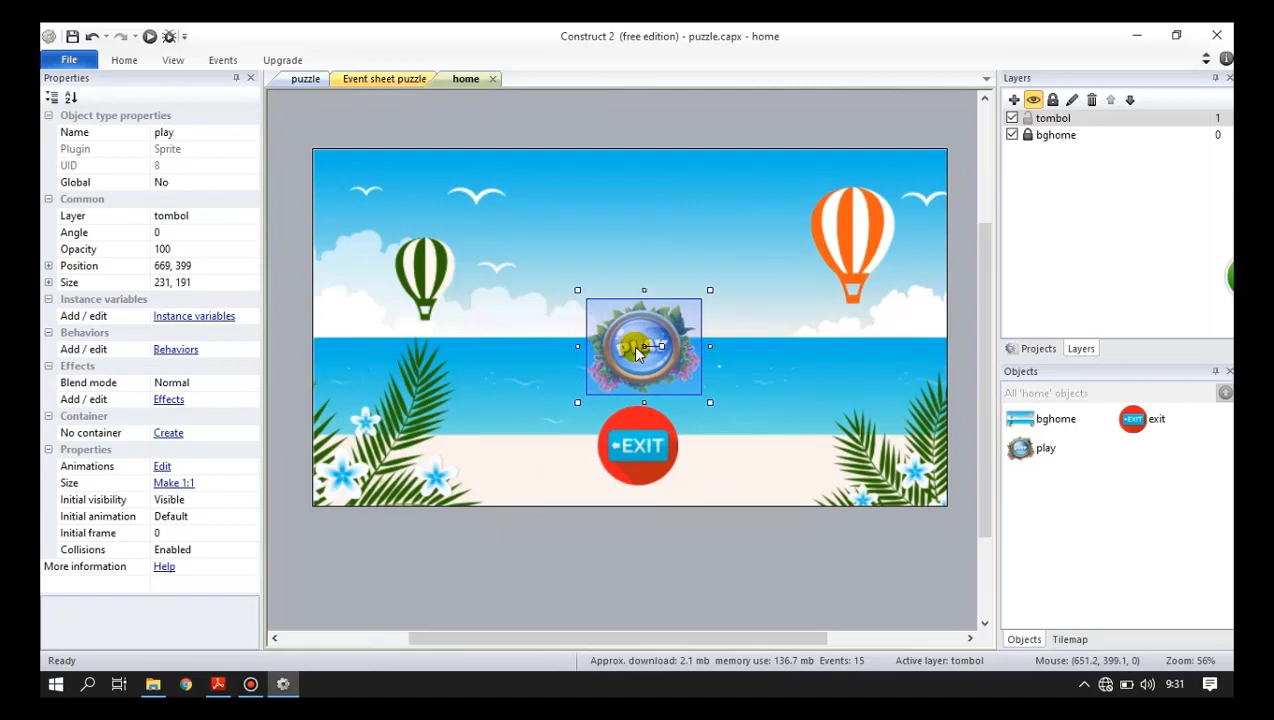 Construct 2 (free edition) - puzzle.capx - home
File Home View Events Upgrade
Properties
puzzle Event sheet puzzle home
Layers
Object type properties
Name play
Plugin Sprite
UID 8
Global No
Common
Layer tombol
Angle 0
Opacity 100
Position 669, 399
Size 231, 191
Instance variables
Add / edit Instance variables
Behaviors
Add / edit Behaviors
Effects
Blend mode Normal
Add / edit Effects
Container
No container Create
Properties
Animations Edit
Size Make 1:1
Initial visibility Visible
Initial animation Default
Initial frame 0
Collisions Enabled
More information Help
EXIT
tombol 1
bghome 0
Projects Layers
Objects
All 'home' objects
bghome
EXIT
exit
play
Objects Tilemap
Ready
Approx. download: 2.1 mb memory use: 136.7 mb Events: 15
Active layer: tombol
Mouse: (651.2, 399.1, 0)
Zoom: 56%
9:31